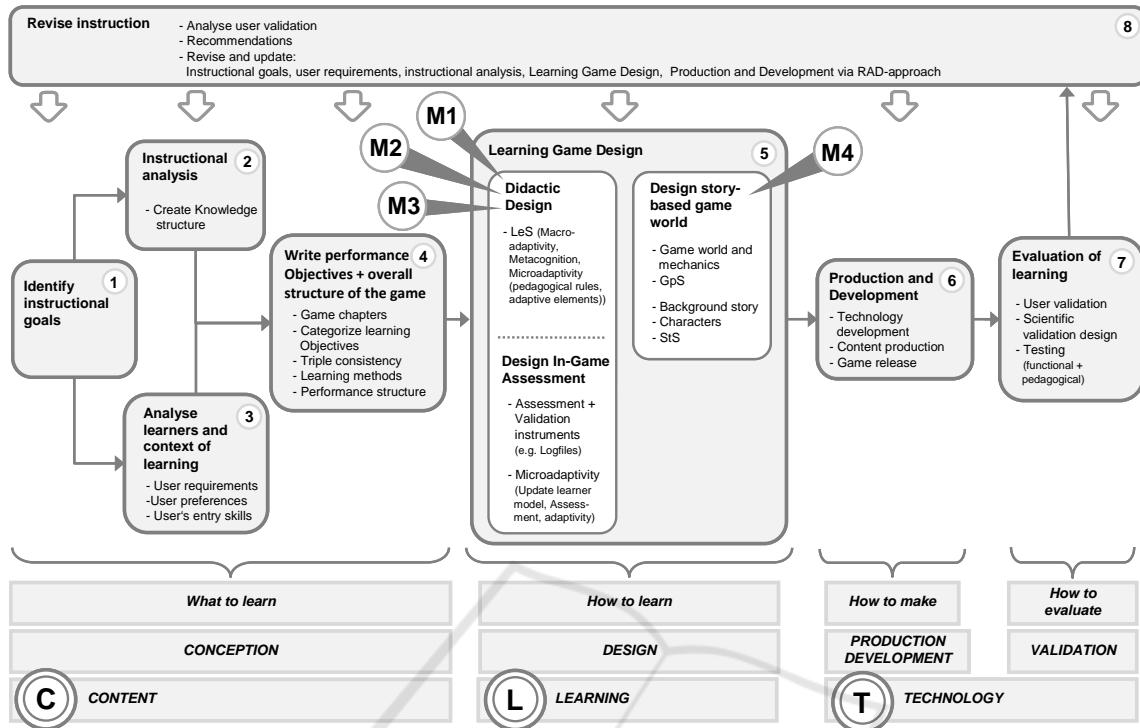 Revise instruction
- Analyse user validation
- Recommendations
- Revise and update:
Instructional goals, user requirements, instructional analysis, Learning Game Design, Production and Development via RAD-approach
8
M1
M2
M3
M4
Identify
instructional
goals
1
Instructional
analysis
2
- Create Knowledge
structure
Analyse
learners and
context of
learning
3
- User requirements
-User preferences
- User's entry skills
Write performance
Objectives + overall
structure of the game
4
- Game chapters
- Categorize learning
Objectives
- Triple consistency
- Learning methods
- Performance structure
Learning Game Design
5
Didactic
Design
- LeS (Macro-
adaptivity,
Metacognition,
Microadaptivity
(pedagogical rules,
adaptive elements))
Design In-Game
Assessment
- Assessment +
Validation
instruments
(e.g. Logfiles)
- Microadaptivity
(Update learner
model, Assess-
ment, adaptivity)
Design story-
based game
world
- Game world and
mechanics
- GpS
- Background story
- Characters
- StS
Production and
Development
6
- Technology
development
- Content production
- Game release
Evaluation of
learning
7
- User validation
- Scientific
validation design
- Testing
(functional +
pedagogical)
What to learn
How to learn
How to make
How to
evaluate
CONCEPTION
DESIGN
PRODUCTION
DEVELOPMENT
VALIDATION
C CONTENT
L LEARNING
T TECHNOLOGY